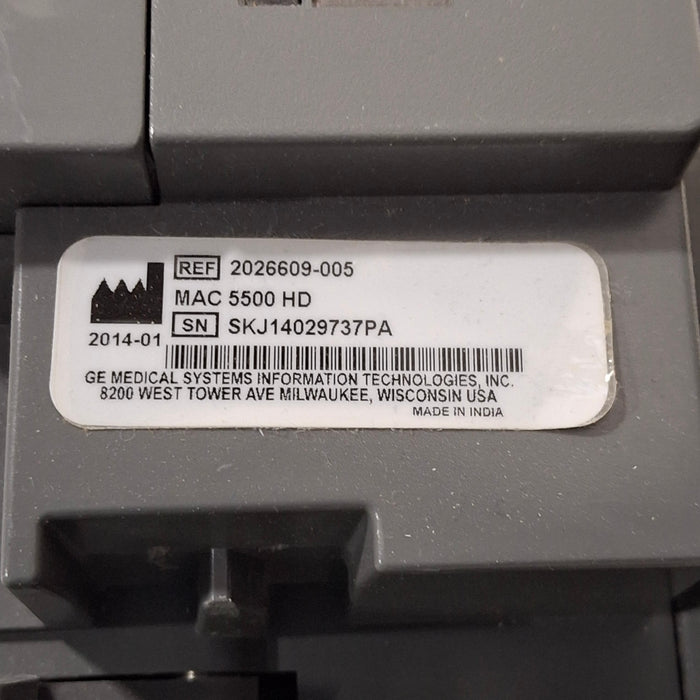 REF 2026609-005
MAC 5500 HD
SN SKJ14029737PA
2014-01
GE MEDICAL SYSTEMS INFORMATION TECHNOLOGIES, INC.
8200 WEST TOWER AVE MILWAUKEE, WISCONSIN USA
MADE IN INDIA